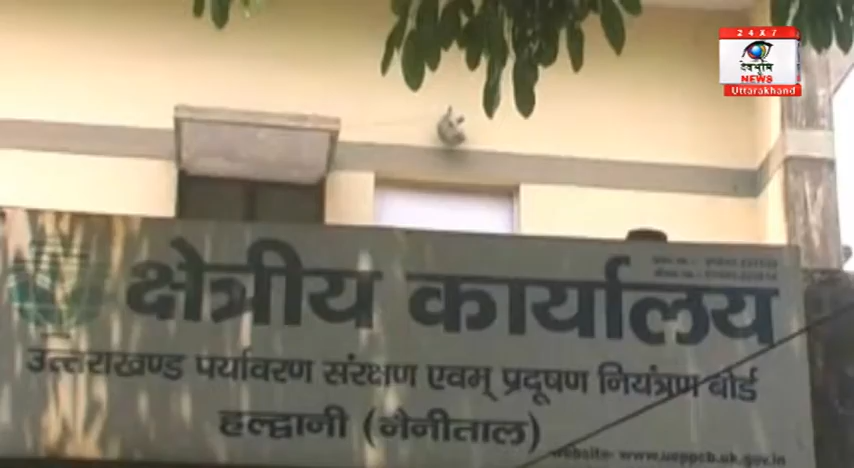 24X7
देवभूमि
NEWS
Uttarakhand
क्षेत्रीय कार्यालय
उत्तराखण्ड पर्यावरण संरक्षण एवम् प्रदूषण नियंत्रण बोर्ड
हल्द्वानी (नैनीताल)
website- www.ueppcb.uk.gov.in